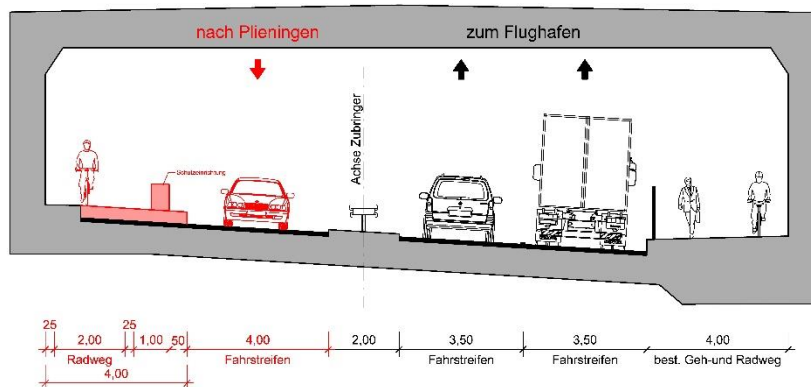 nach Plieningen
zum Flughafen
Achse Zubringer
Schutzeinrichtung
25
2,00
25
1,00
50
4,00
2,00
3,50
3,50
4,00
Radweg
Fahrstreifen
Fahrstreifen
Fahrstreifen
best. Geh-und Radweg
4,00